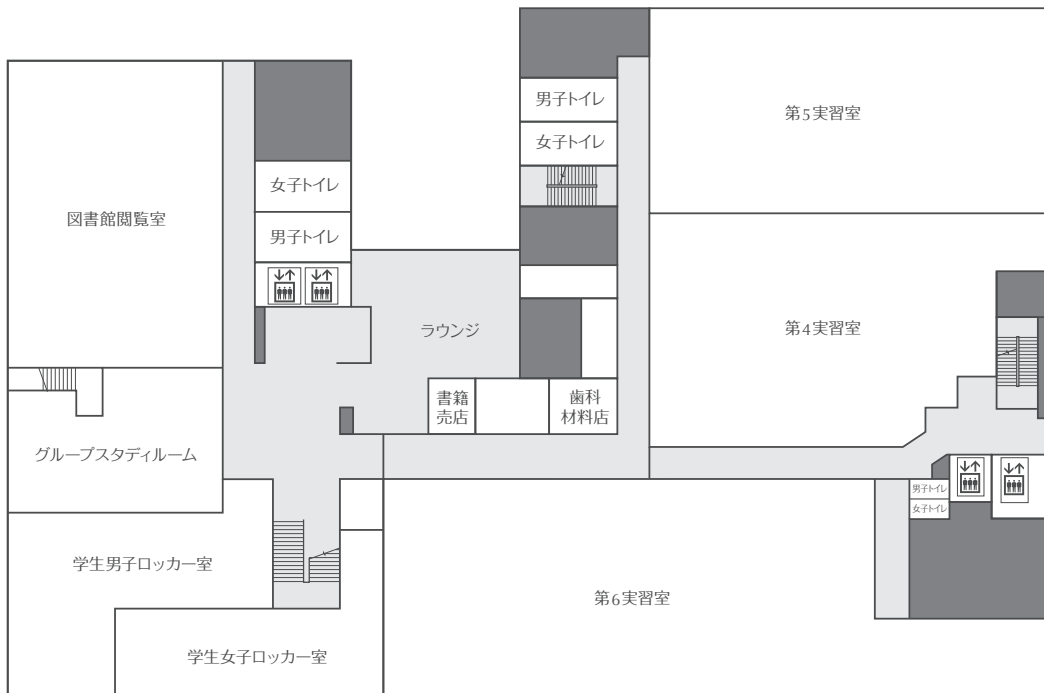 男子トイレ
第5実習室
女子トイレ
女子トイレ
図書館閲覧室
男子トイレ
ラウンジ
第4実習室
書籍
売店
歯科
材料店
グループスタディルーム
男子トイレ
女子トイレ
学生男子ロッカー室
第6実習室
学生女子ロッカー室